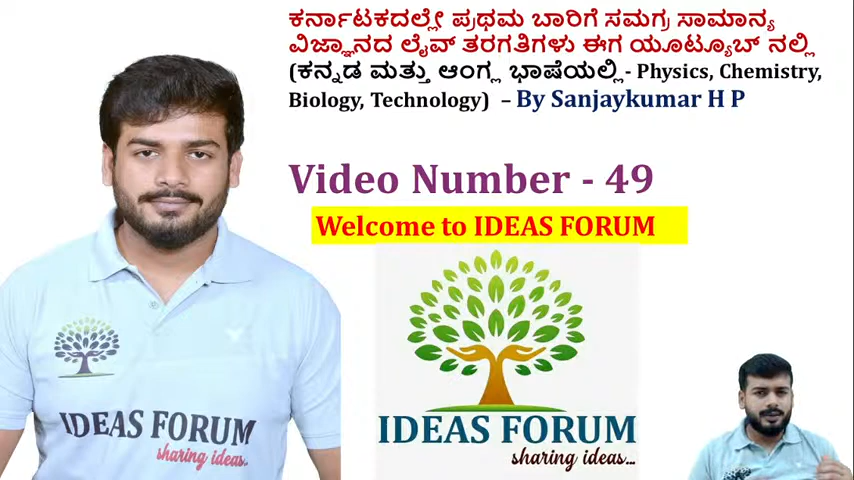 ಕರ್ನಾಟಕದಲ್ಲೇ ಪ್ರಥಮ ಬಾರಿಗೆ ಸಮಗ್ರ ಸಾಮಾನ್ಯ
ವಿಜ್ಞಾನದ ಲೈವ್ ತರಗತಿಗಳು ಈಗ ಯೂಟ್ಯೂಬ್ ನಲ್ಲಿ
(ಕನ್ನಡ ಮತ್ತು ಆಂಗ್ಲ ಭಾಷೆಯಲ್ಲಿ - Physics, Chemistry,
Biology, Technology) – By Sanjaykumar H P
Video Number - 49
Welcome to IDEAS FORUM
IDEAS FORUM
sharing ideas...
IDEAS FORUM
sharing ideas..